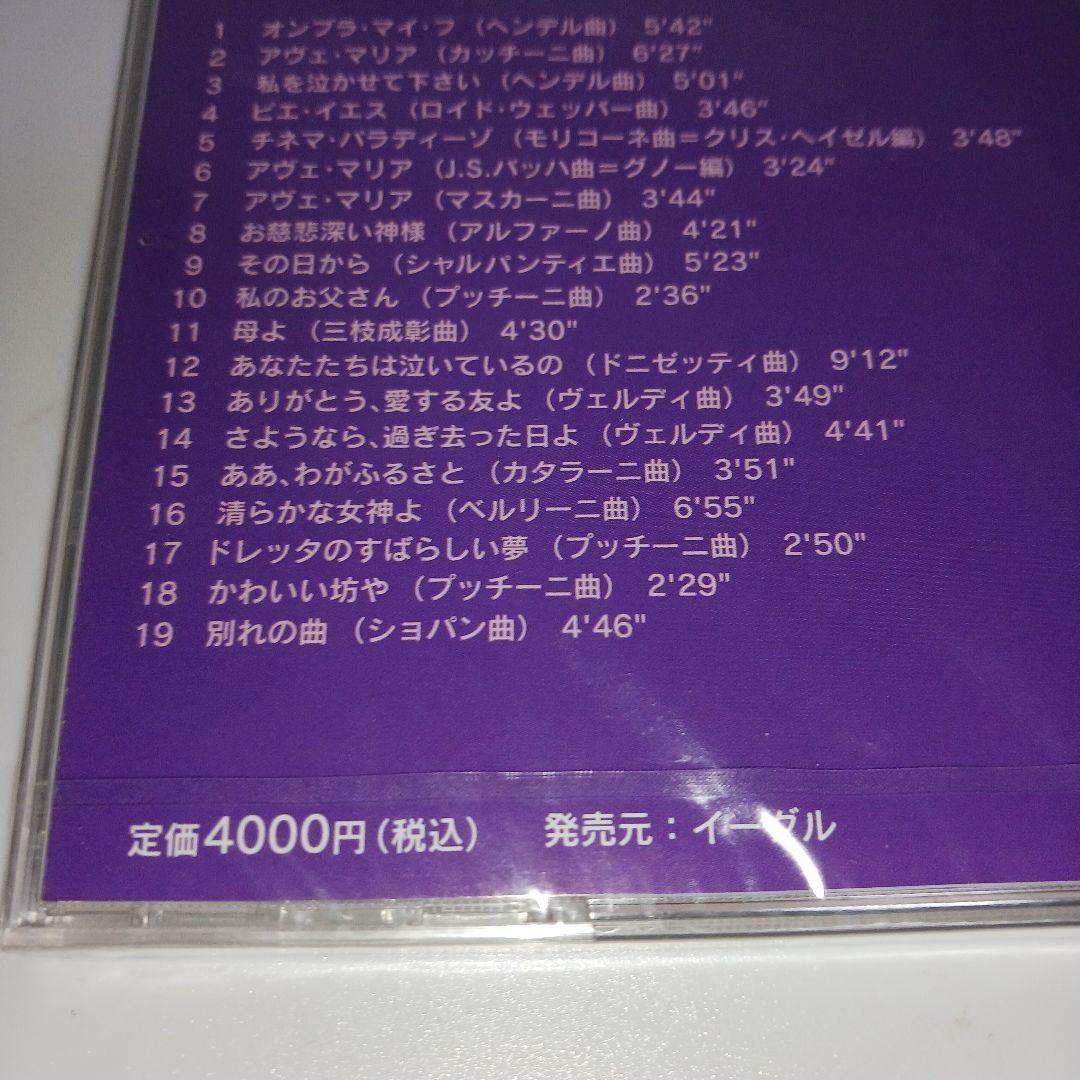 1 オンブラ・マイ・フ（ヘンデル曲） 5'42"
2 アヴェ・マリア（カッチーニ曲） 6'27"
3 私を泣かせて下さい（ヘンデル曲） 5'01"
4 ピエ・イエス（ロイド・ウェッバー曲） 3'46"
5 チネマ・パラディーゾ（モリコーネ曲＝クリス・ヘイゼル編） 3'48"
6 アヴェ・マリア（J.S.バッハ曲＝グノー編） 3'24"
7 アヴェ・マリア（マスカーニ曲） 3'44"
8 お慈悲深い神様（アルファーノ曲） 4'21"
9 その日から（シャルパンティエ曲） 5'23"
10 私のお父さん（プッチーニ曲） 2'36"
11 母よ（三枝成彰曲） 4'30"
12 あなたたちは泣いているの（ドニゼッティ曲） 9'12"
13 ありがとう、愛する友よ（ヴェルディ曲） 3'49"
14 さようなら、過ぎ去った日よ（ヴェルディ曲） 4'41"
15 ああ、わがふるさと（カタラーニ曲） 3'51"
16 清らかな女神よ（ベルリーニ曲） 6'55"
17 ドレッタのすばらしい夢（プッチーニ曲） 2'50"
18 かわいい坊や（プッチーニ曲） 2'29"
19 別れの曲（ショパン曲） 4'46"
定価4000円（税込） 発売元：イーグル